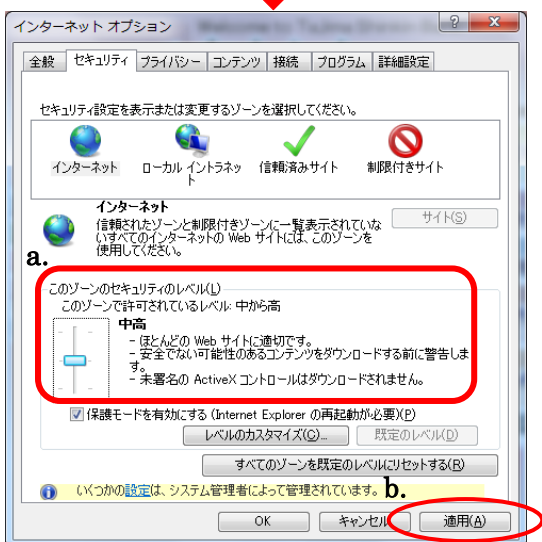 インターネット オプション
全般 セキュリティ プライバシー コンテンツ 接続 プログラム 詳細設定
セキュリティ設定を表示または変更するゾーンを選択してください。
インターネット ローカル イントラネッ 信頼済みサイト 制限付きサイト
ト
インターネット
サイト(S)
信頼されたゾーンと制限付きゾーンに一覧表示されていな
いすべてのインターネットの Web サイトには、このゾーンを
使用してください。
a.
このゾーンのセキュリティのレベル(L)
このゾーンで許可されているレベル: 中から高
中高
- ほとんどの Web サイトに適切です。
- 安全でない可能性のあるコンテンツをダウンロードする前に警告しま
す。
- 未署名の ActiveX コントロールはダウンロードされません。
保護モードを有効にする (Internet Explorer の再起動が必要)(P)
レベルのカスタマイズ(C)... 既定のレベル(D)
すべてのゾーンを既定のレベルにリセットする(R)
いくつかの設定は、システム管理者によって管理されています。
b.
OK キャンセル 適用(A)